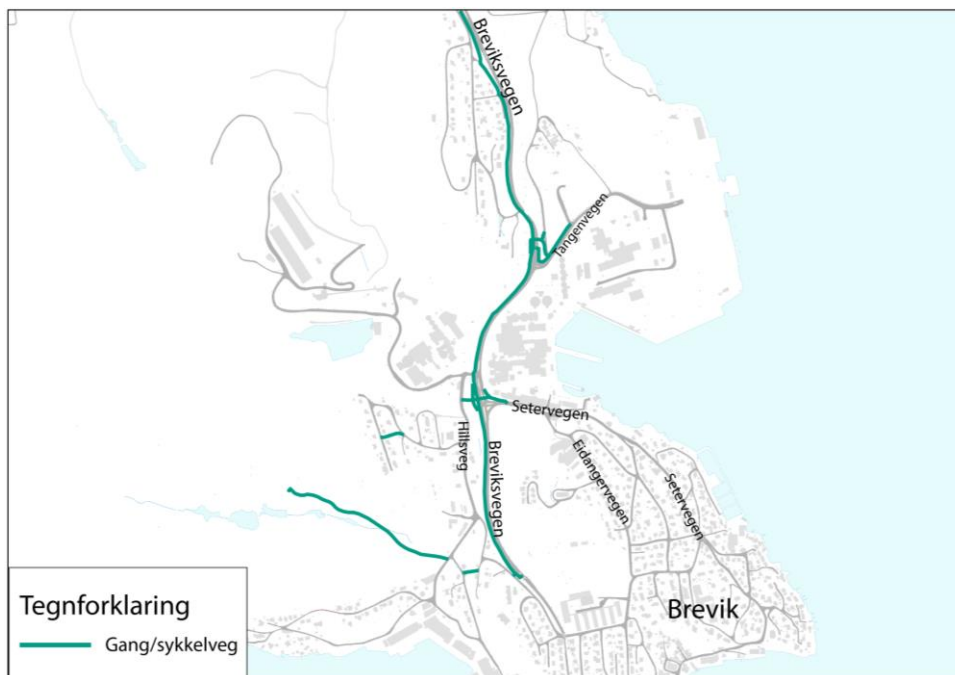 Breviksvegen
Tangenvegen
Setervegen
Hillsveg
Breviksvegen
Eidangervegen
Setervegen
Brevik
Tegnforklaring
Gang/sykkelveg